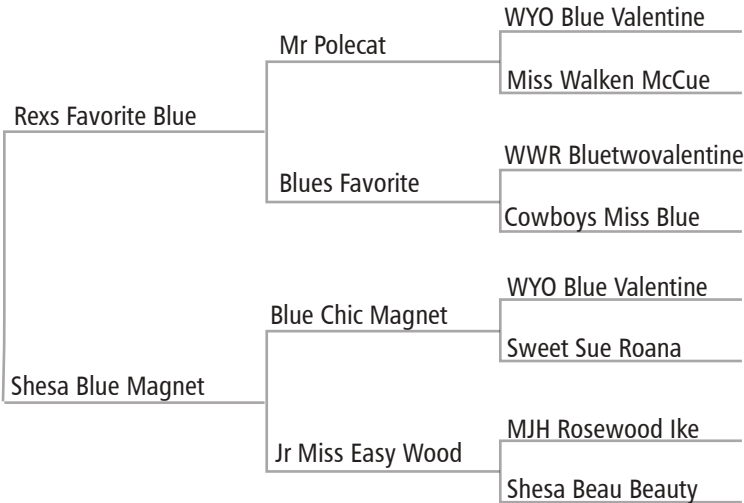 WYO Blue Valentine
Mr Polecat
Miss Walken McCue
Rexs Favorite Blue
WWR Bluetwovalentine
Blues Favorite
Cowboys Miss Blue
WYO Blue Valentine
Blue Chic Magnet
Sweet Sue Roana
Shesa Blue Magnet
MJH Rosewood Ike
Jr Miss Easy Wood
Shesa Beau Beauty